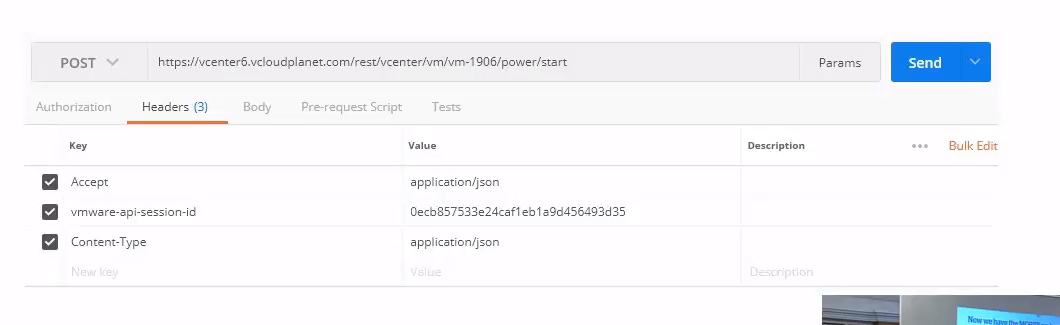 POST https://vcenter6.vcloudplanet.com/rest/vcenter/vm/vm-1906/power/start Params Send
Authorization Headers (3) Body Pre-request Script Tests
Key Value Description ••• Bulk Edit
Accept application/json
vmware-api-session-id 0ecb857533e24caf1eb1a9d456493d35
Content-Type application/json
New key Value Description
Now we have the